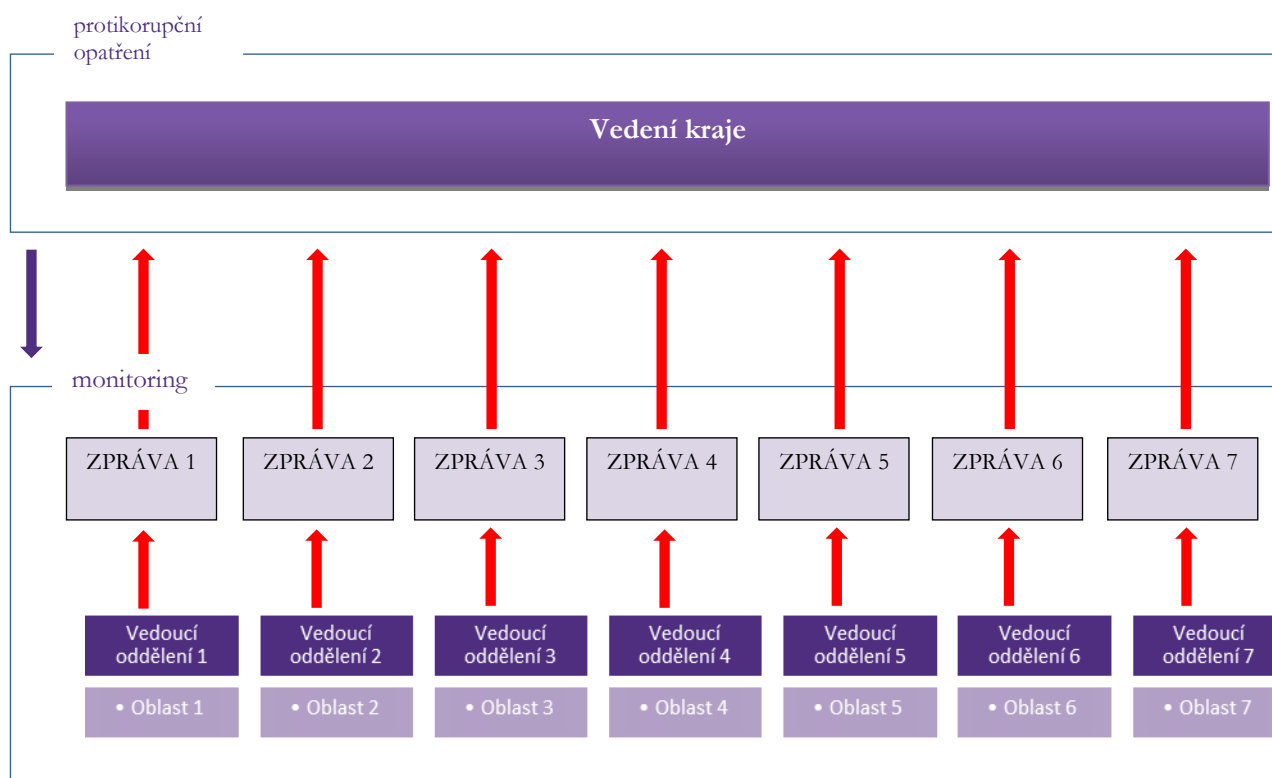 protikorupční
opatření
Vedení kraje
monitoring
ZPRÁVA 1
ZPRÁVA 2
ZPRÁVA 3
ZPRÁVA 4
ZPRÁVA 5
ZPRÁVA 6
ZPRÁVA 7
Vedoucí
oddělení 1
Vedoucí
oddělení 2
Vedoucí
oddělení 3
Vedoucí
oddělení 4
Vedoucí
oddělení 5
Vedoucí
oddělení 6
Vedoucí
oddělení 7
• Oblast 1
• Oblast 2
• Oblast 3
• Oblast 4
• Oblast 5
• Oblast 6
• Oblast 7